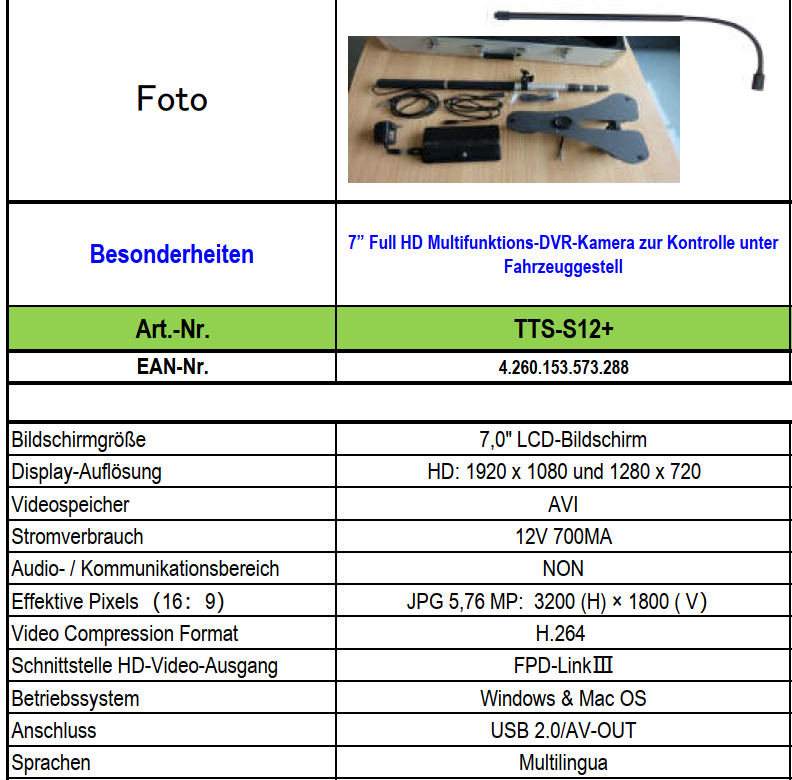 Foto
Besonderheiten
7” Full HD Multifunktions-DVR-Kamera zur Kontrolle unter
Fahrzeuggestell
Art.-Nr. TTS-S12+
EAN-Nr. 4.260.153.573.288
Bildschirmgröße 7,0" LCD-Bildschirm
Display-Auflösung HD: 1920 x 1080 und 1280 x 720
Videospeicher AVI
Stromverbrauch 12V 700MA
Audio- / Kommunikationsbereich NON
Effektive Pixels (16: 9) JPG 5,76 MP: 3200 (H) × 1800 ( V)
Video Compression Format H.264
Schnittstelle HD-Video-Ausgang FPD-LinkⅢ
Betriebssystem Windows & Mac OS
Anschluss USB 2.0/AV-OUT
Sprachen Multilingua